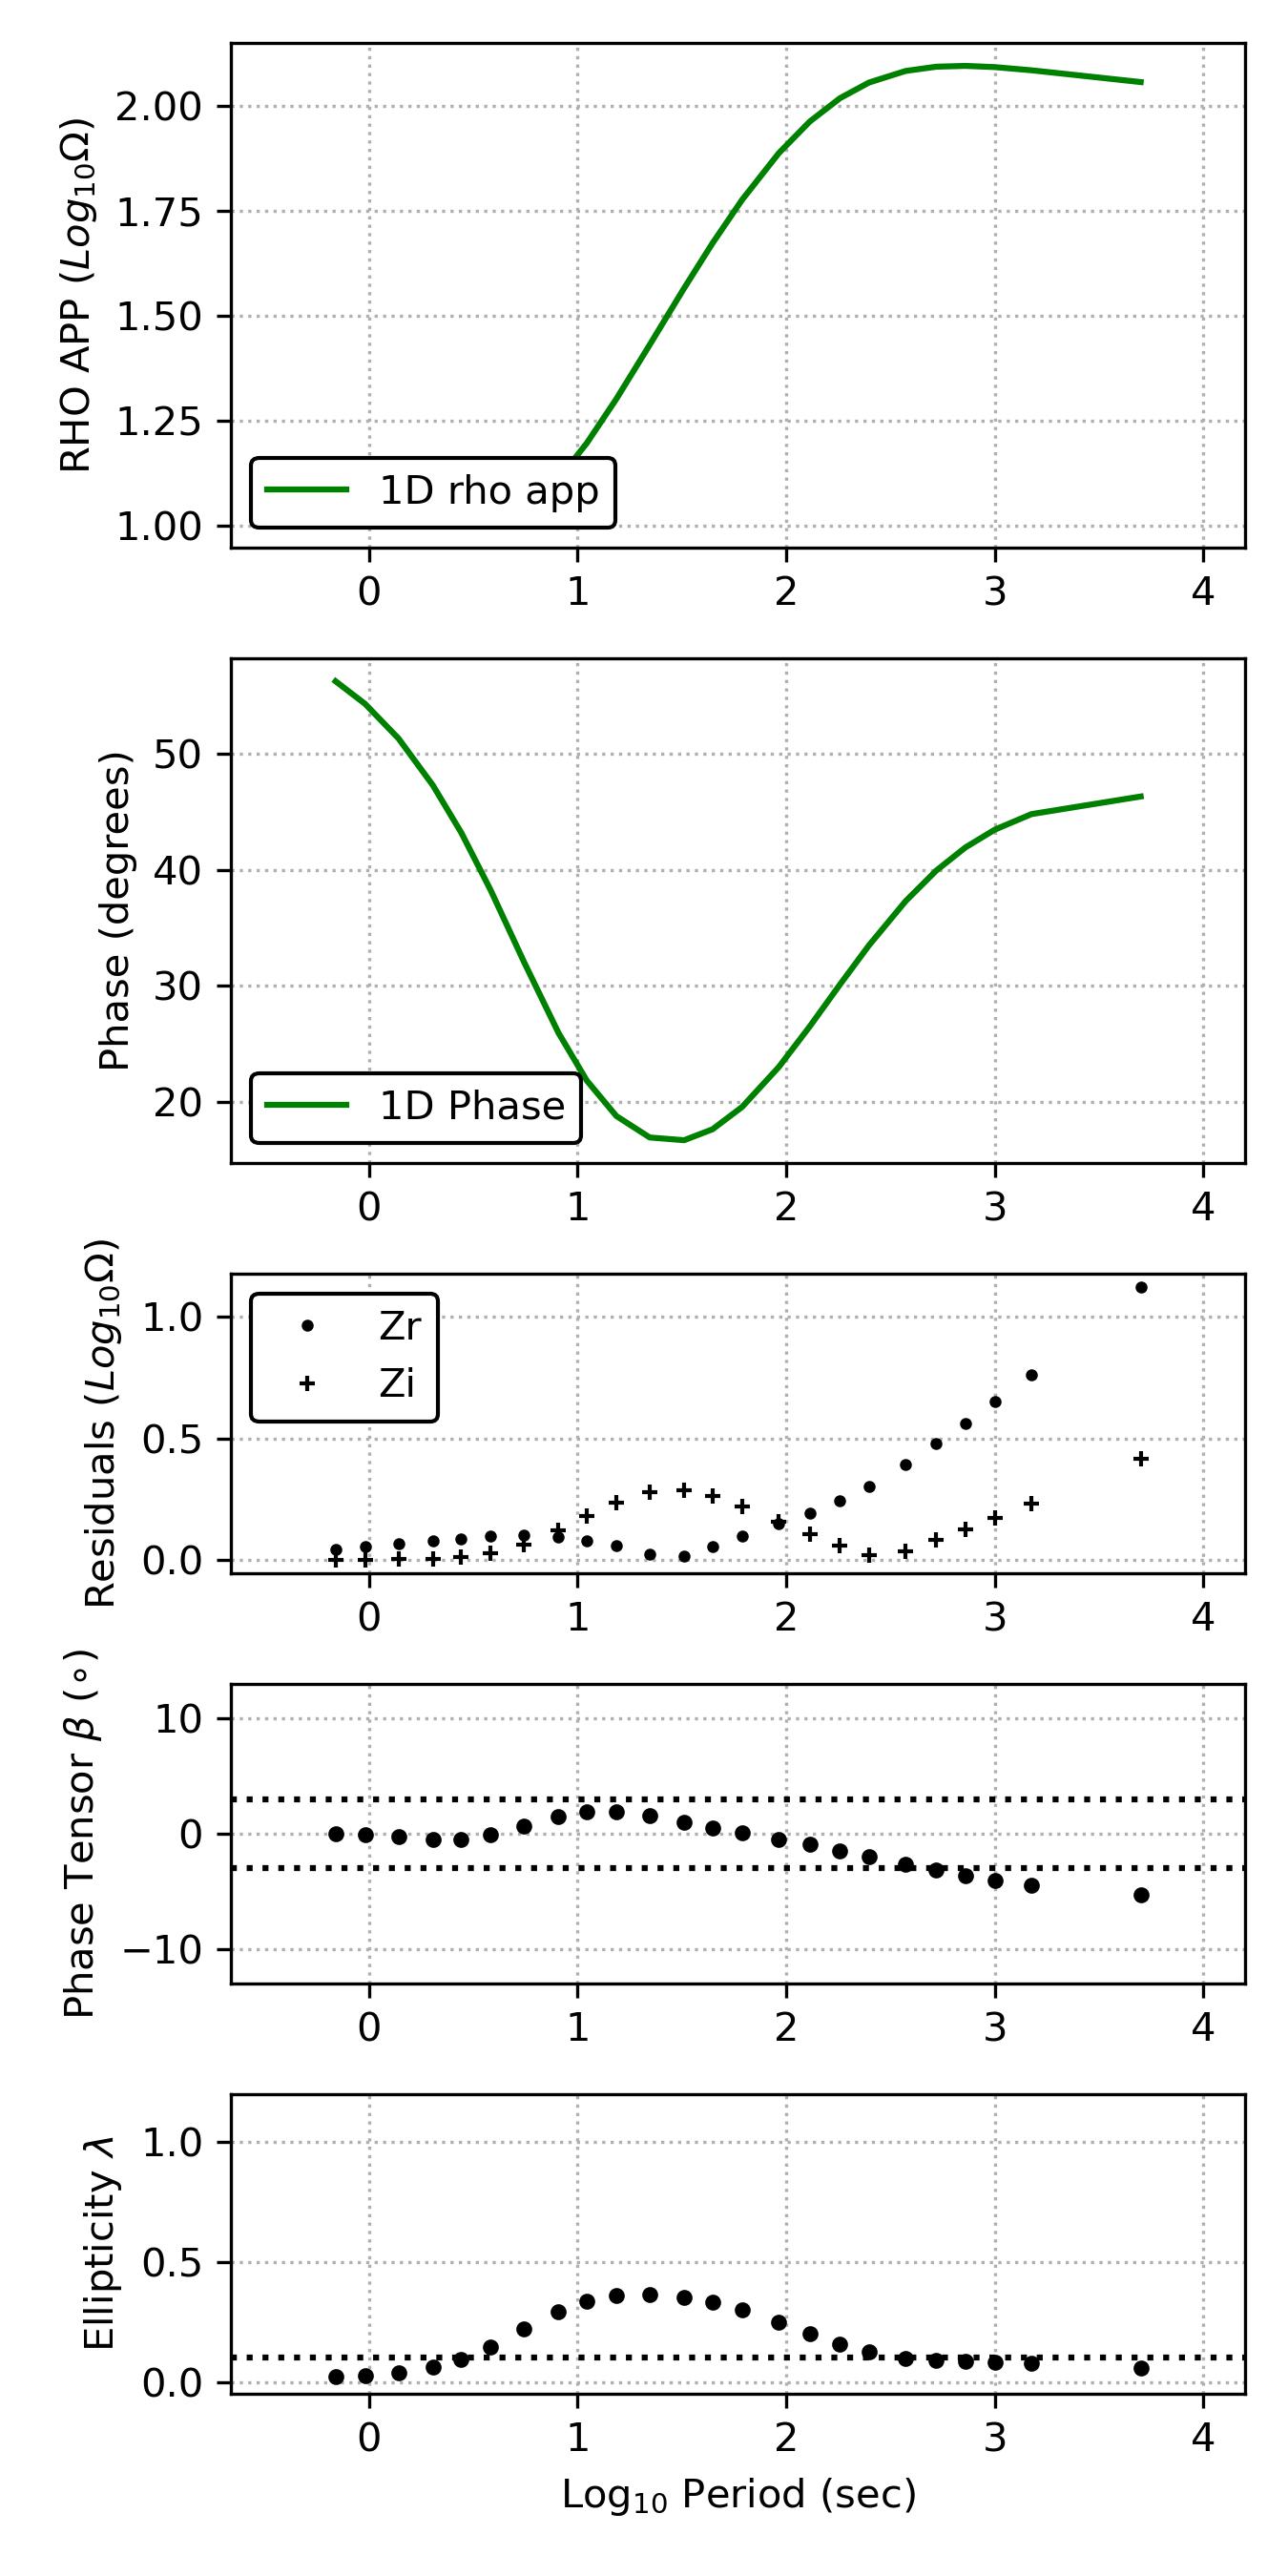 RHO APP (Log₁₀Ω)
2.00
1.75
1.50
1.25
1.00
1D rho app
0 1 2 3 4
Phase (degrees)
50
40
30
20
1D Phase
0 1 2 3 4
Residuals (Log₁₀Ω)
1.0
0.5
0.0
Zr
Zi
0 1 2 3 4
Phase Tensor β (∘)
10
0
−10
0 1 2 3 4
Ellipticity λ
1.0
0.5
0.0
0 1 2 3 4
Log₁₀ Period (sec)